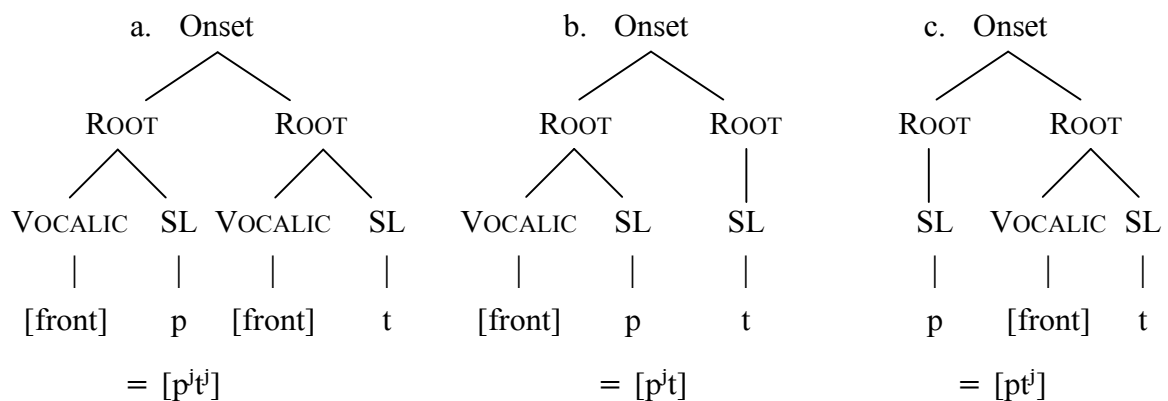 a. Onset b. Onset c. Onset
ROOT ROOT ROOT ROOT ROOT ROOT
VOCALIC SL VOCALIC SL VOCALIC SL SL SL VOCALIC SL
[front] p [front] t [front] p t p [front] t
= [pʲtʲ] = [pʲt] = [ptʲ]